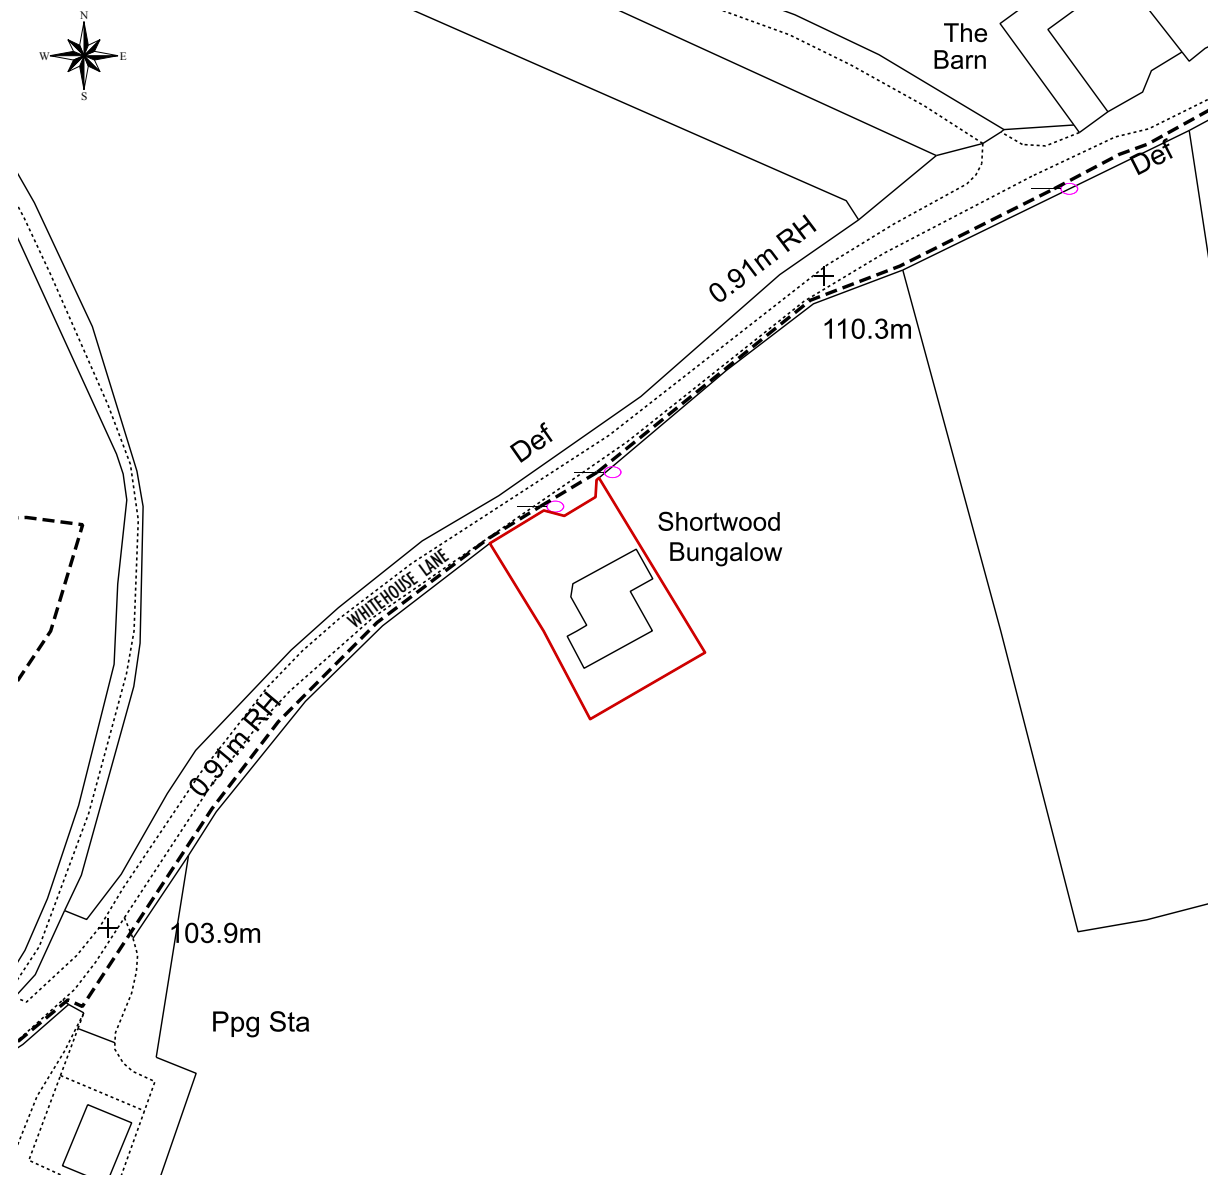 N
W E
S
The
Barn
Def
0.91m RH
110.3m
Def
Shortwood
Bungalow
WHITEHOUSE LANE
0.91m RH
103.9m
Ppg Sta